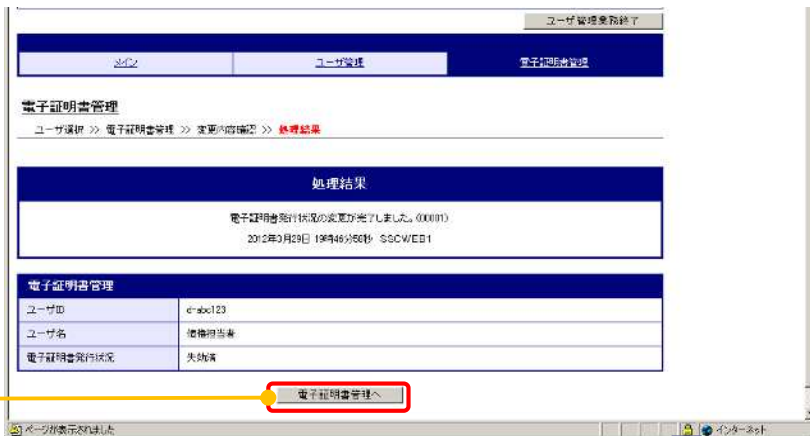 ユーザ管理業務終了
メイン ユーザ管理 電子証明書管理
電子証明書管理
ユーザ選択 >> 電子証明書管理 >> 変更内容確認 >> 処理結果
処理結果
電子証明書発行状況の変更が完了しました。(00001)
2012年3月29日 19時46分50秒 SSCWEB1
電子証明書管理
ユーザID d-abc123
ユーザ名 債権担当者
電子証明書発行状況 失効済
電子証明書管理へ
ページが表示されました インターネット